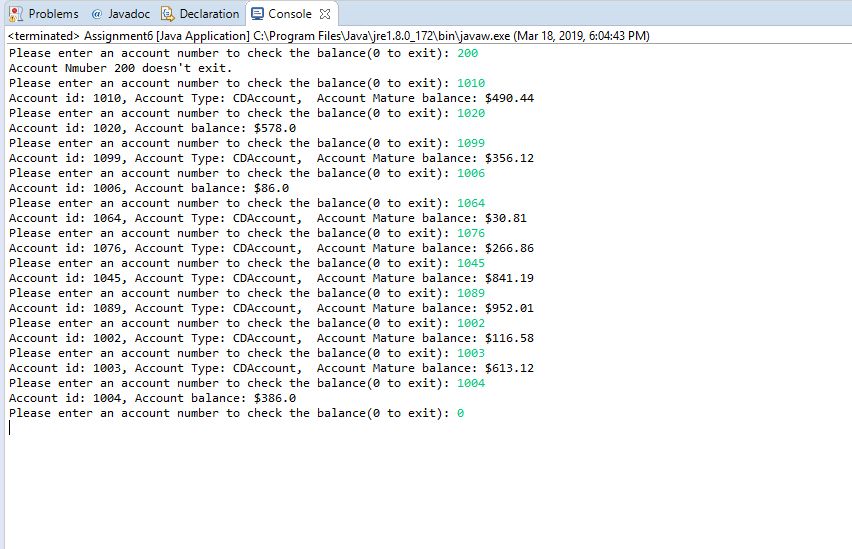 Problems @ Javadoc Declaration Console
<terminated> Assignment6 [Java Application] C:\Program Files\Java\jre1.8.0_172\bin\javaw.exe (Mar 18, 2019, 6:04:43 PM)
Please enter an account number to check the balance(0 to exit): 200
Account Nmuber 200 doesn't exit.
Please enter an account number to check the balance(0 to exit): 1010
Account id: 1010, Account Type: CDAccount,  Account Mature balance: $490.44
Please enter an account number to check the balance(0 to exit): 1020
Account id: 1020, Account balance: $578.0
Please enter an account number to check the balance(0 to exit): 1099
Account id: 1099, Account Type: CDAccount,  Account Mature balance: $356.12
Please enter an account number to check the balance(0 to exit): 1006
Account id: 1006, Account balance: $86.0
Please enter an account number to check the balance(0 to exit): 1064
Account id: 1064, Account Type: CDAccount,  Account Mature balance: $30.81
Please enter an account number to check the balance(0 to exit): 1076
Account id: 1076, Account Type: CDAccount,  Account Mature balance: $266.86
Please enter an account number to check the balance(0 to exit): 1045
Account id: 1045, Account Type: CDAccount,  Account Mature balance: $841.19
Please enter an account number to check the balance(0 to exit): 1089
Account id: 1089, Account Type: CDAccount,  Account Mature balance: $952.01
Please enter an account number to check the balance(0 to exit): 1002
Account id: 1002, Account Type: CDAccount,  Account Mature balance: $116.58
Please enter an account number to check the balance(0 to exit): 1003
Account id: 1003, Account Type: CDAccount,  Account Mature balance: $613.12
Please enter an account number to check the balance(0 to exit): 1004
Account id: 1004, Account balance: $386.0
Please enter an account number to check the balance(0 to exit): 0